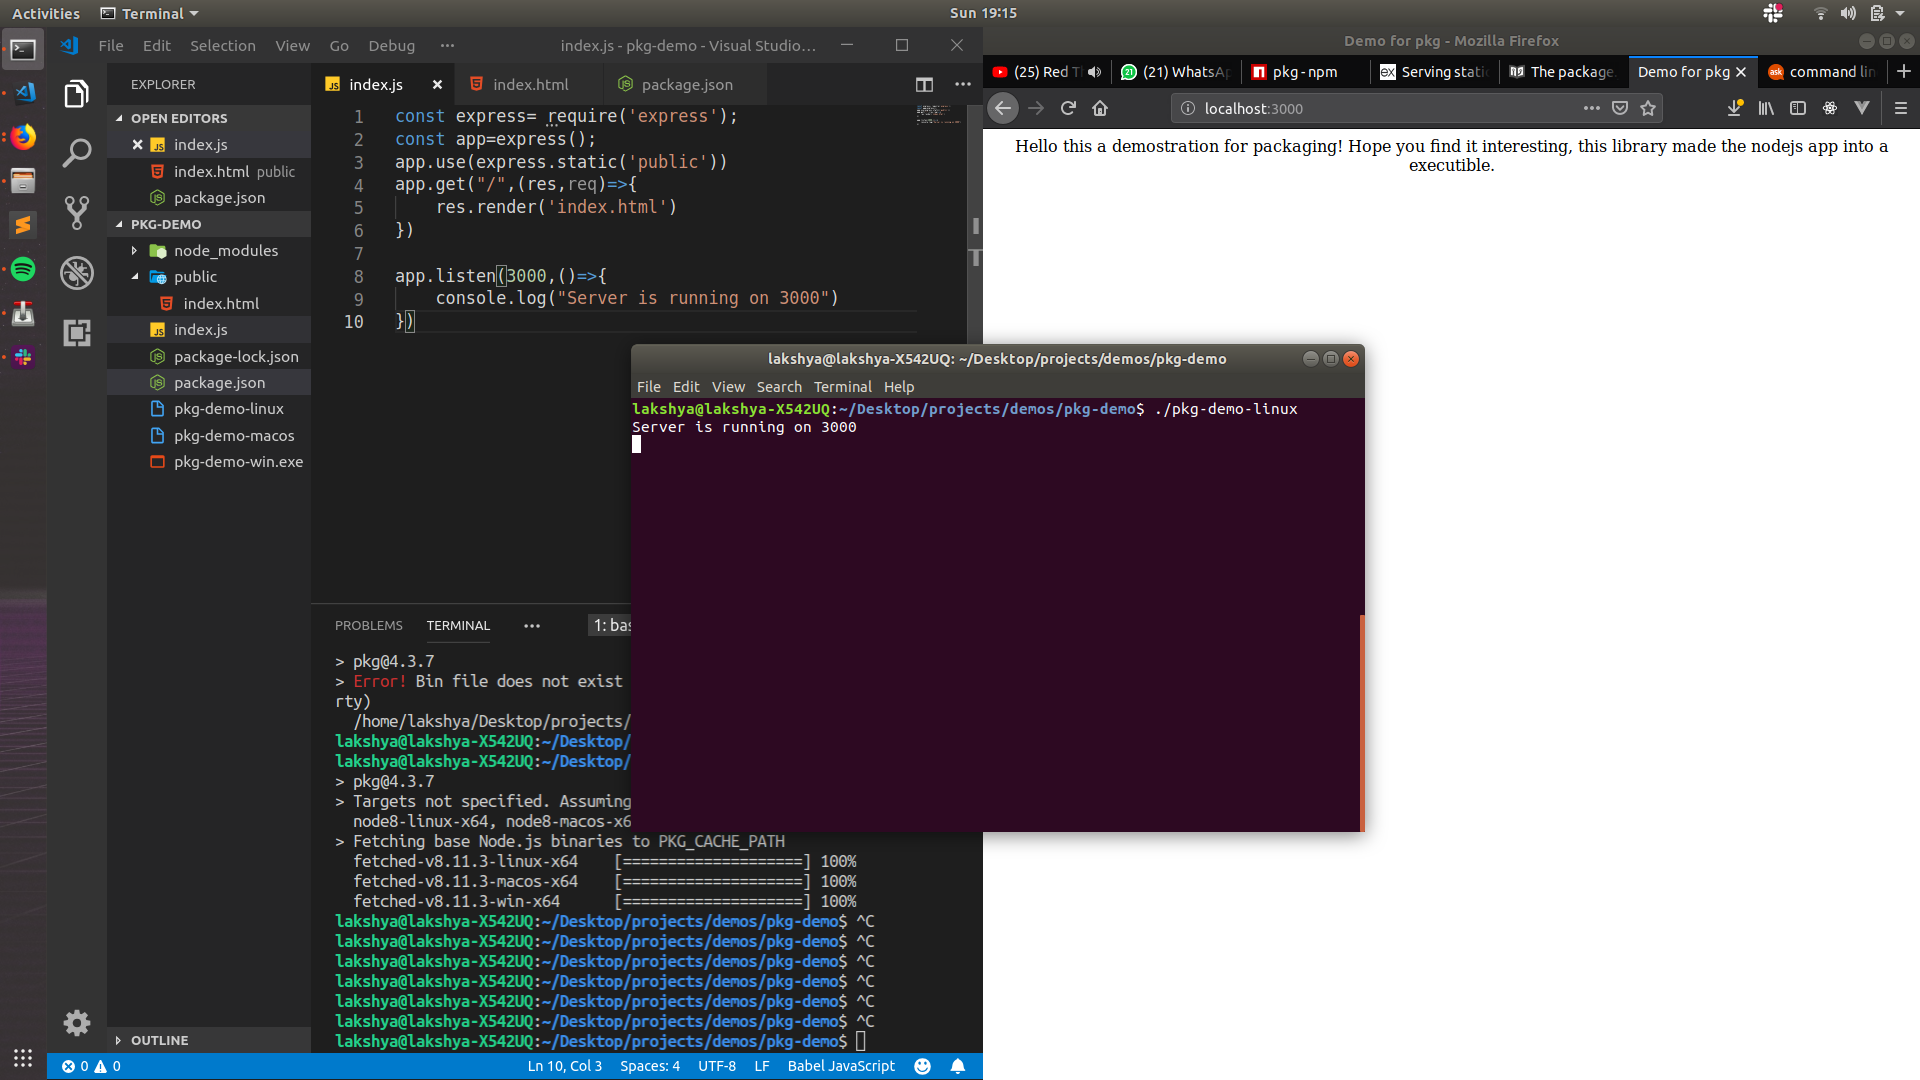 Activities
Terminal
Sun 19:15
File Edit Selection View Go Debug ···
index.js - pkg-demo - Visual Studio...
EXPLORER
OPEN EDITORS
index.js
index.html public
package.json
PKG-DEMO
node_modules
public
index.html
index.js
package-lock.json
package.json
pkg-demo-linux
pkg-demo-macos
pkg-demo-win.exe
OUTLINE
index.js
index.html
package.json
1 const express= require('express');
2 const app=express();
3 app.use(express.static('public'))
4 app.get("/",(res,req)=>{
5 res.render('index.html')
6 })
7
8 app.listen(3000,()=>{
9 console.log("Server is running on 3000")
10 })
PROBLEMS TERMINAL ··· 1: bas
> pkg@4.3.7
> Error! Bin file does not exist
rty)
/home/lakshya/Desktop/projects/
lakshya@lakshya-X542UQ:~/Desktop/
lakshya@lakshya-X542UQ:~/Desktop/
> pkg@4.3.7
> Targets not specified. Assuming
node8-linux-x64, node8-macos-x6
> Fetching base Node.js binaries to PKG_CACHE_PATH
fetched-v8.11.3-linux-x64 [====================] 100%
fetched-v8.11.3-macos-x64 [====================] 100%
fetched-v8.11.3-win-x64 [====================] 100%
lakshya@lakshya-X542UQ:~/Desktop/projects/demos/pkg-demo$ ^C
lakshya@lakshya-X542UQ:~/Desktop/projects/demos/pkg-demo$ ^C
lakshya@lakshya-X542UQ:~/Desktop/projects/demos/pkg-demo$ ^C
lakshya@lakshya-X542UQ:~/Desktop/projects/demos/pkg-demo$ ^C
lakshya@lakshya-X542UQ:~/Desktop/projects/demos/pkg-demo$ ^C
lakshya@lakshya-X542UQ:~/Desktop/projects/demos/pkg-demo$ ^C
lakshya@lakshya-X542UQ:~/Desktop/projects/demos/pkg-demo$
0 0 Ln 10, Col 3 Spaces: 4 UTF-8 LF Babel JavaScript
lakshya@lakshya-X542UQ: ~/Desktop/projects/demos/pkg-demo
File Edit View Search Terminal Help
lakshya@lakshya-X542UQ:~/Desktop/projects/demos/pkg-demo$ ./pkg-demo-linux
Server is running on 3000
Demo for pkg - Mozilla Firefox
(25) Red T
(21) WhatsAp
pkg - npm
Serving static
The package.
Demo for pkg
command lin
localhost:3000
Hello this a demostration for packaging! Hope you find it interesting, this library made the nodejs app into a
executible.